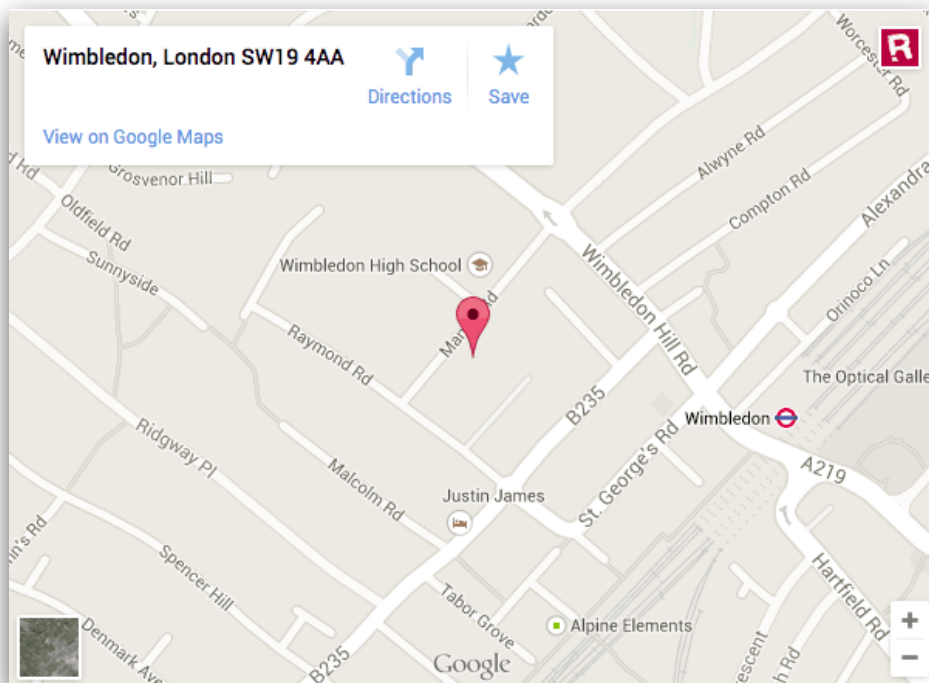 Wimbledon, London SW19 4AA
Directions
Save
View on Google Maps
R
Worcester Rd
Grosvenor Hill
Alwyne Rd
Compton Rd
Alexandra
Oldfield Rd
Sunnyside
Wimbledon High School
Wimbledon Hill Rd
Orinoco Ln
Raymond Rd
B235
The Optical Galle
Wimbledon
A219
Ridgway Pl
St. George's Rd
Malcolm Rd
Justin James
Hartfield Rd
Spencer Hill
Tabor Grove
Alpine Elements
Denmark Ave
B235
Google
+
−